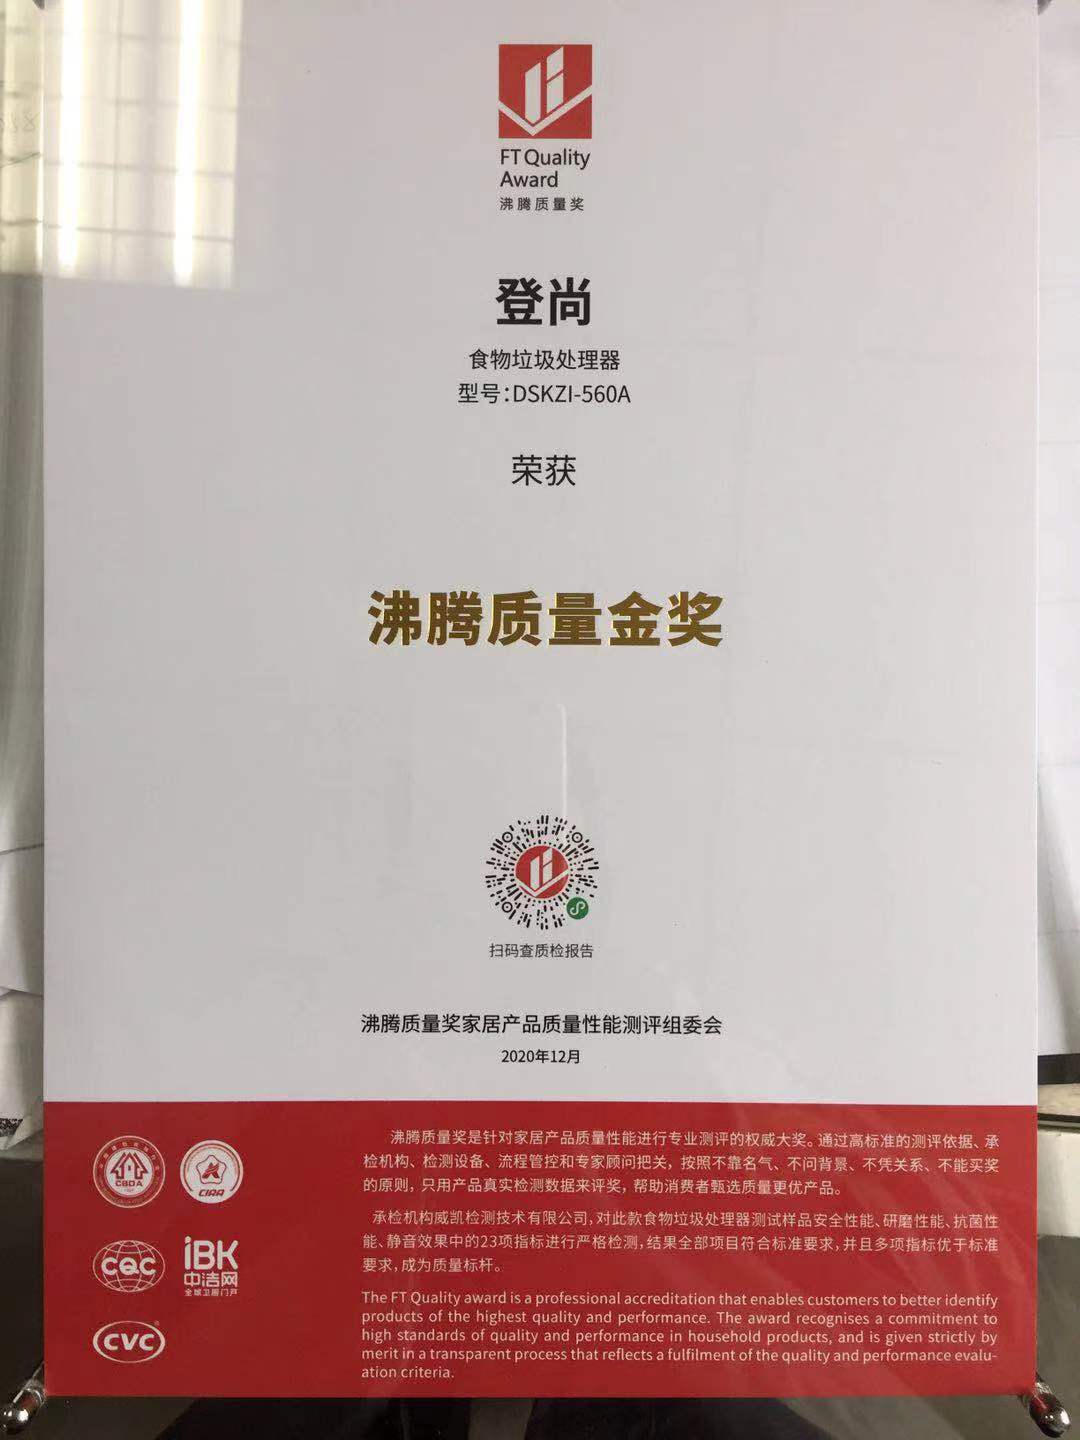 FT Quality
Award
沸腾质量奖
登尚
食物垃圾处理器
型号：DSKZI-560A
荣获
沸腾质量金奖
扫码查质检报告
沸腾质量奖家居产品质量性能测评组委会
2020年12月
CBDA
CIAA
CQC
iBK
中洁网
全球卫厨门户
CVC
沸腾质量奖是针对家居产品质量性能进行专业测评的权威大奖。通过高标准的测评依据、承
检机构、检测设备、流程管控和专家顾问把关，按照不靠名气、不问背景、不凭关系、不能买奖
的原则，只用产品真实检测数据来评奖，帮助消费者甄选质量更优产品。
承检机构威凯检测技术有限公司，对此款食物垃圾处理器测试样品安全性能、研磨性能、抗菌性
能、静音效果中的23项指标进行严格检测，结果全部项目符合标准要求，并且多项指标优于标准
要求，成为质量标杆。
The FT Quality award is a professional accreditation that enables customers to better identify
products of the highest quality and performance. The award recognises a commitment to
high standards of quality and performance in household products, and is given strictly by
merit in a transparent process that reflects a fulfilment of the quality and performance evalu-
ation criteria.